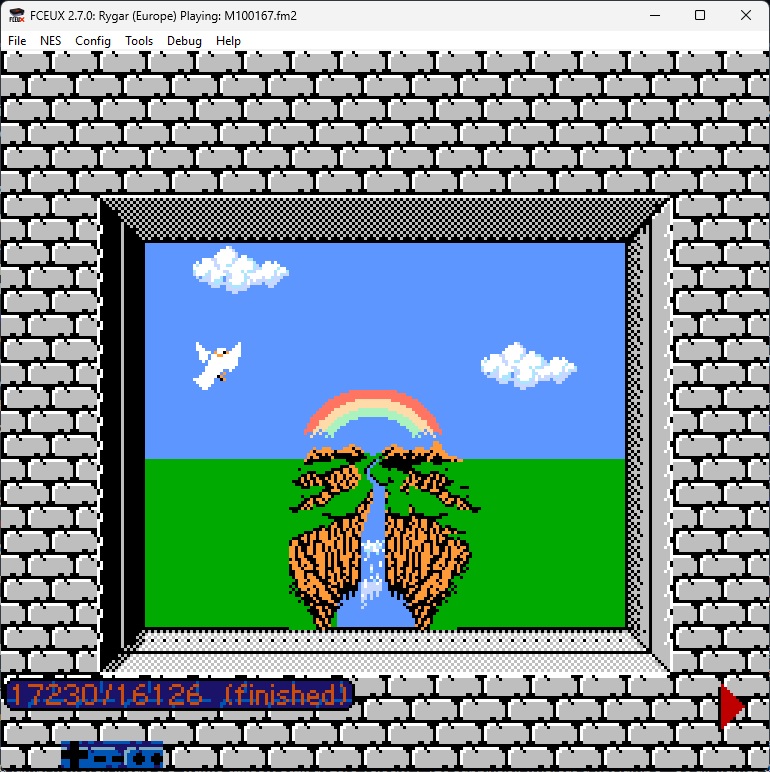 FCEUX 2.7.0: Rygar (Europe) Playing: M100167.fm2
File NES Config Tools Debug Help
17230/16126 (finished)